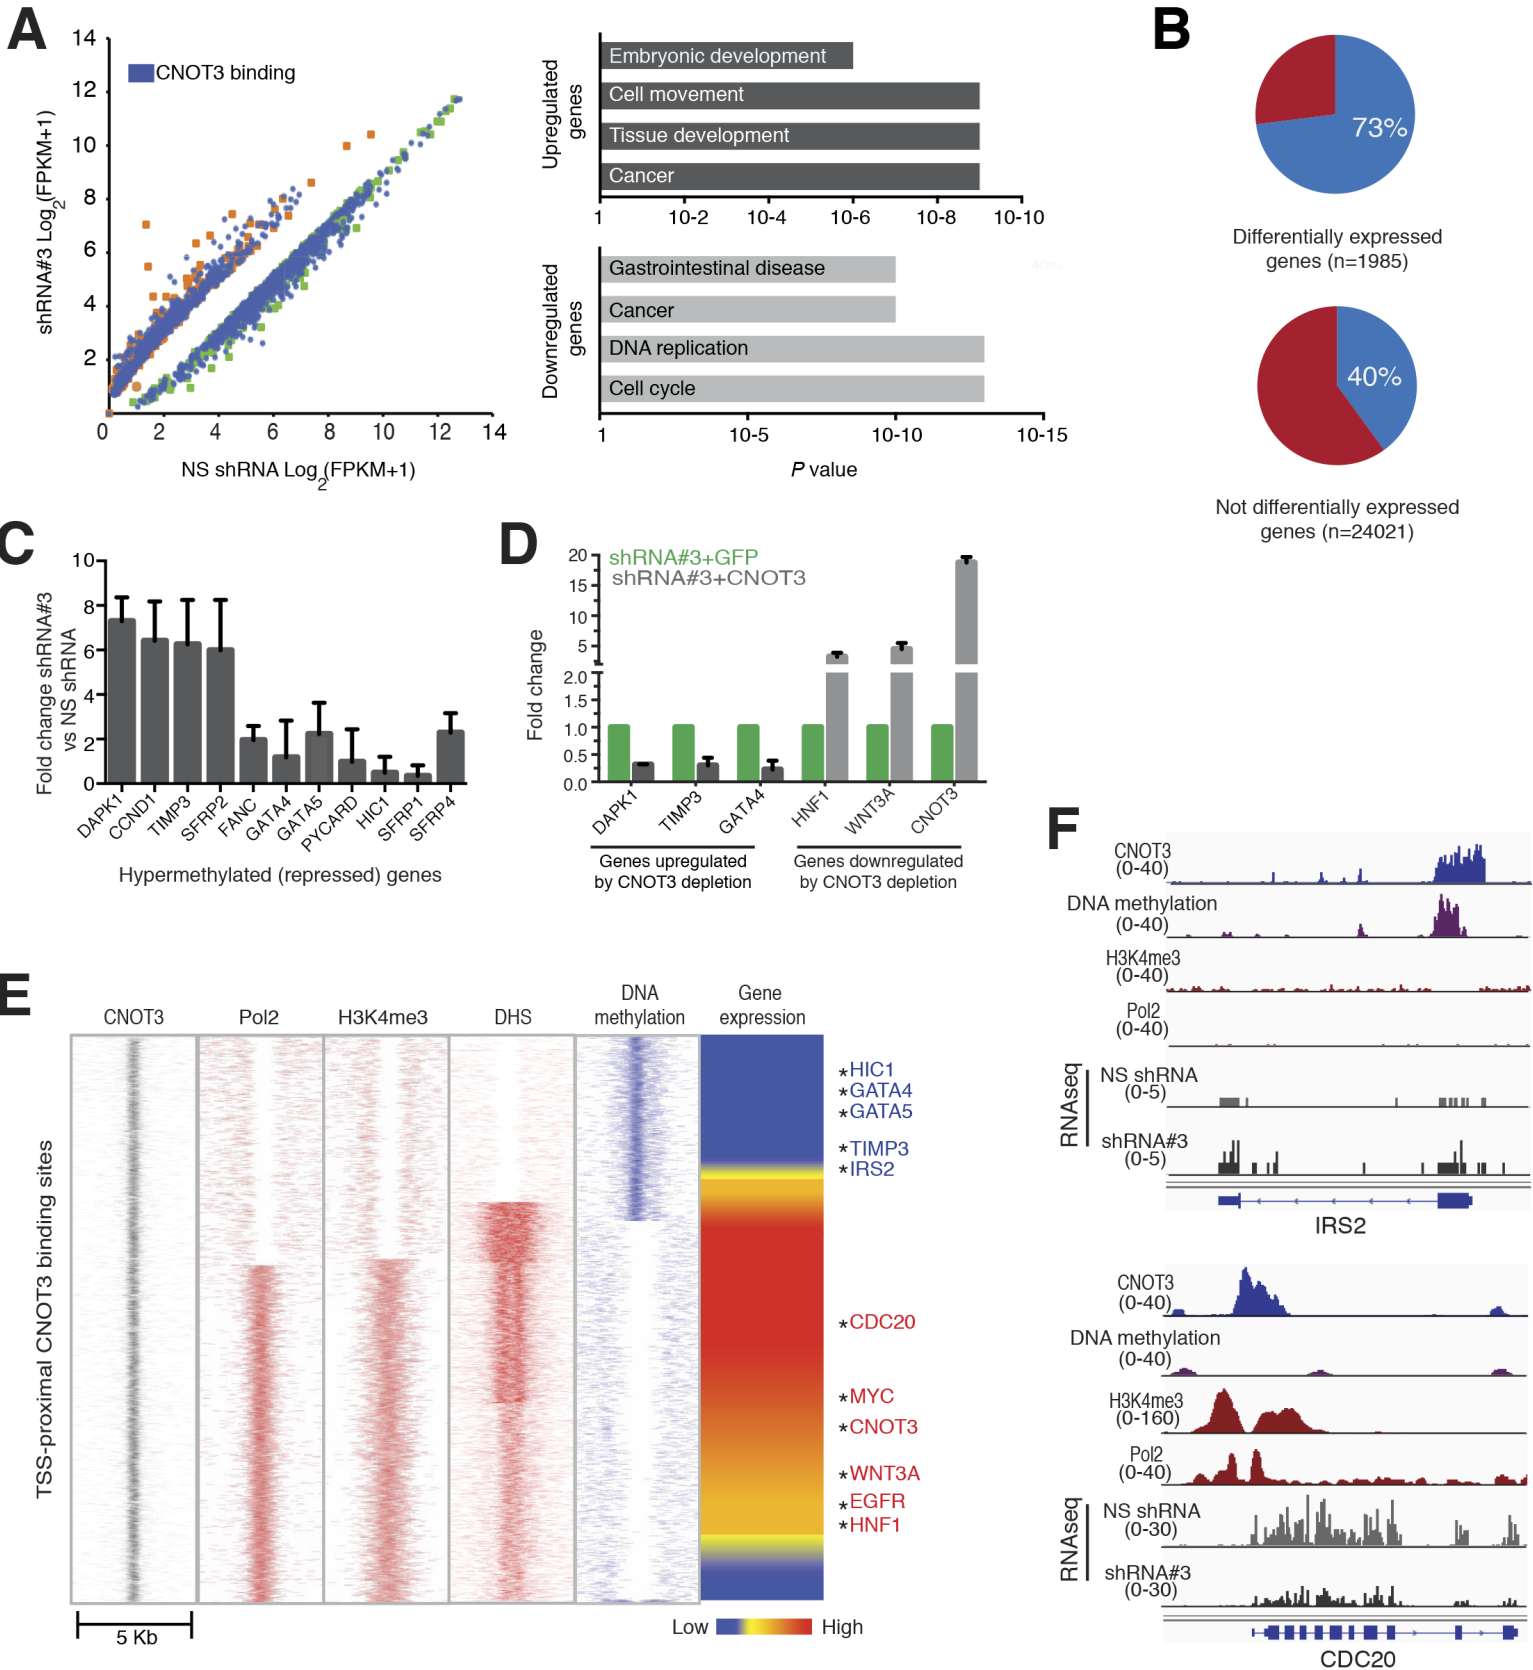 A
14
12
10
8
6
4
2
shRNA#3 Log2(FPKM+1)
CNOT3 binding
0 2 4 6 8 10 12 14
NS shRNA Log2(FPKM+1)
Upregulated
genes
Embryonic development
Cell movement
Tissue development
Cancer
1 10-2 10-4 10-6 10-8 10-10
Downregulated
genes
Gastrointestinal disease
40%
Cancer
DNA replication
Cell cycle
1 10-5 10-10 10-15
P value
B
73%
Differentially expressed
genes (n=1985)
40%
Not differentially expressed
genes (n=24021)
C
Fold change shRNA#3
vs NS shRNA
10
8
6
4
2
0
DAPK1 CCND1 TIMP3 SFRP2 FANC GATA4 GATA5 PYCARD HIC1 SFRP1 SFRP4
Hypermethylated (repressed) genes
D
Fold change
20
15
10
5
2.0
1.5
1.0
0.5
0.0
shRNA#3+GFP
shRNA#3+CNOT3
DAPK1 TIMP3 GATA4 HNF1 WNT3A CNOT3
Genes upregulated
by CNOT3 depletion
Genes downregulated
by CNOT3 depletion
E
TSS-proximal CNOT3 binding sites
CNOT3
Pol2
H3K4me3
DHS
DNA
methylation
Gene
expression
*HIC1
*GATA4
*GATA5
*TIMP3
*IRS2
*CDC20
*MYC
*CNOT3
*WNT3A
*EGFR
*HNF1
5 Kb
Low High
F
CNOT3
(0-40)
DNA methylation
(0-40)
H3K4me3
(0-40)
Pol2
(0-40)
RNAseq
NS shRNA
(0-5)
shRNA#3
(0-5)
IRS2
CNOT3
(0-40)
DNA methylation
(0-40)
H3K4me3
(0-160)
Pol2
(0-40)
RNAseq
NS shRNA
(0-30)
shRNA#3
(0-30)
CDC20